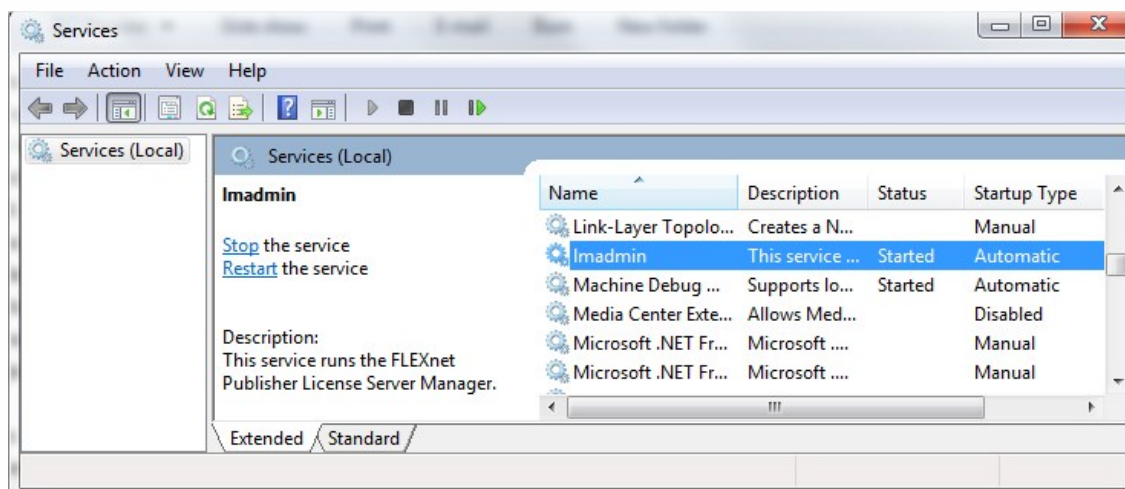 Services
File Action View Help
Services (Local)
Services (Local)
lmadmin
Stop the service
Restart the service
Description:
This service runs the FLEXnet
Publisher License Server Manager.
Name Description Status Startup Type
Link-Layer Topolo... Creates a N... Manual
lmadmin This service ... Started Automatic
Machine Debug ... Supports lo... Started Automatic
Media Center Exte... Allows Med... Disabled
Microsoft .NET Fr... Microsoft .... Manual
Microsoft .NET Fr... Microsoft .... Manual
Extended Standard